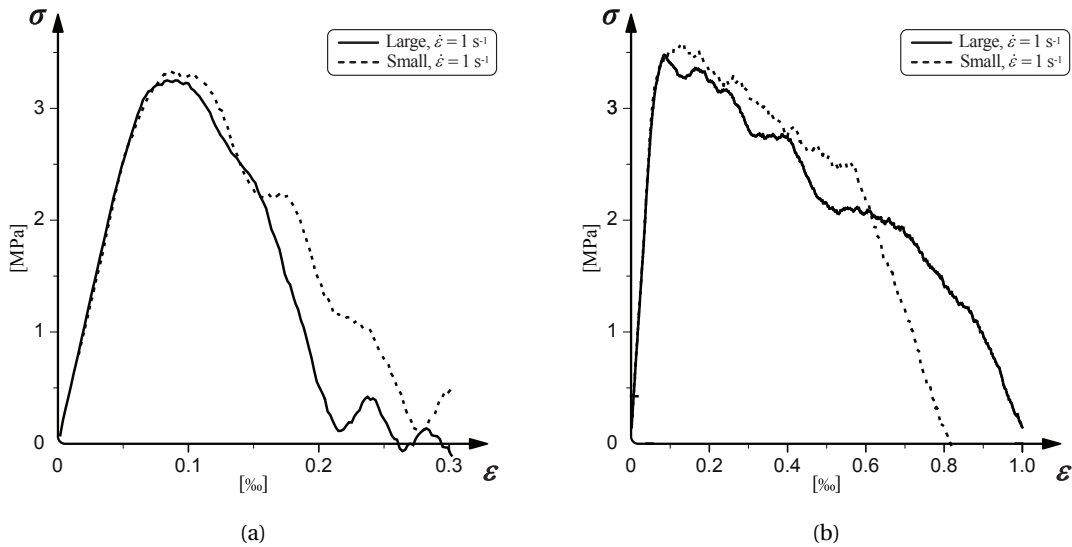 σ
Large, ε̇ = 1 s-1
Small, ε̇ = 1 s-1
3
2
[MPa]
1
0
0
0.1
0.2
0.3
[‰]
ε
(a)
σ
Large, ε̇ = 1 s-1
Small, ε̇ = 1 s-1
3
2
[MPa]
1
0
0
0.2
0.4
0.6
0.8
1.0
[‰]
ε
(b)